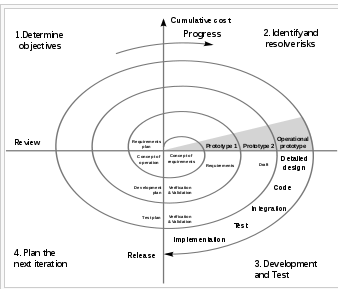 Cumulative cost
1.Determine
objectives
Progress
2. Identify and
resolve risks
Review
Requirements
plan
Prototype 1
Prototype 2
Operational
prototype
Concept of
operation
Concept of
requirements
Requirements
Draft
Detailed
design
Development
plan
Verification
& Validation
Code
Integration
Test plan
Verification
& Validation
Test
Implementation
Release
4. Plan the
next iteration
3. Development
and Test